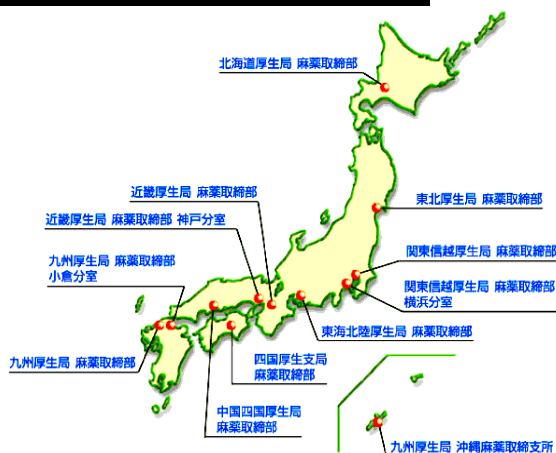 北海道厚生局 麻薬取締部
近畿厚生局 麻薬取締部
東北厚生局 麻薬取締部
近畿厚生局 麻薬取締部 神戸分室
関東信越厚生局 麻薬取締部
九州厚生局 麻薬取締部
小倉分室
関東信越厚生局 麻薬取締部
横浜分室
東海北陸厚生局 麻薬取締部
九州厚生局 麻薬取締部
四国厚生支局
麻薬取締部
中国四国厚生局
麻薬取締部
九州厚生局 沖縄麻薬取締支所